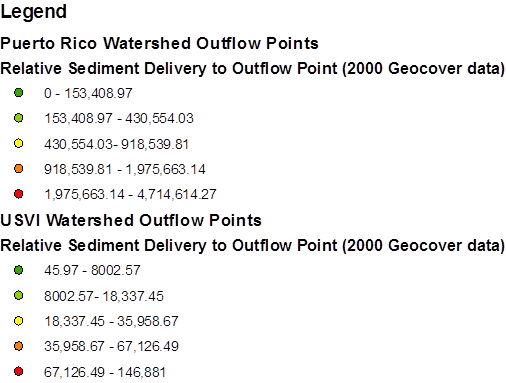 Legend
Puerto Rico Watershed Outflow Points
Relative Sediment Delivery to Outflow Point (2000 Geocover data)
0 - 153,408.97
153,408.97 - 430,554.03
430,554.03- 918,539.81
918,539.81 - 1,975,663.14
1,975,663.14 - 4,714,614.27
USVI Watershed Outflow Points
Relative Sediment Delivery to Outflow Point (2000 Geocover data)
45.97 - 8002.57
8002.57- 18,337.45
18,337.45 - 35,958.67
35,958.67 - 67,126.49
67,126.49 - 146,881